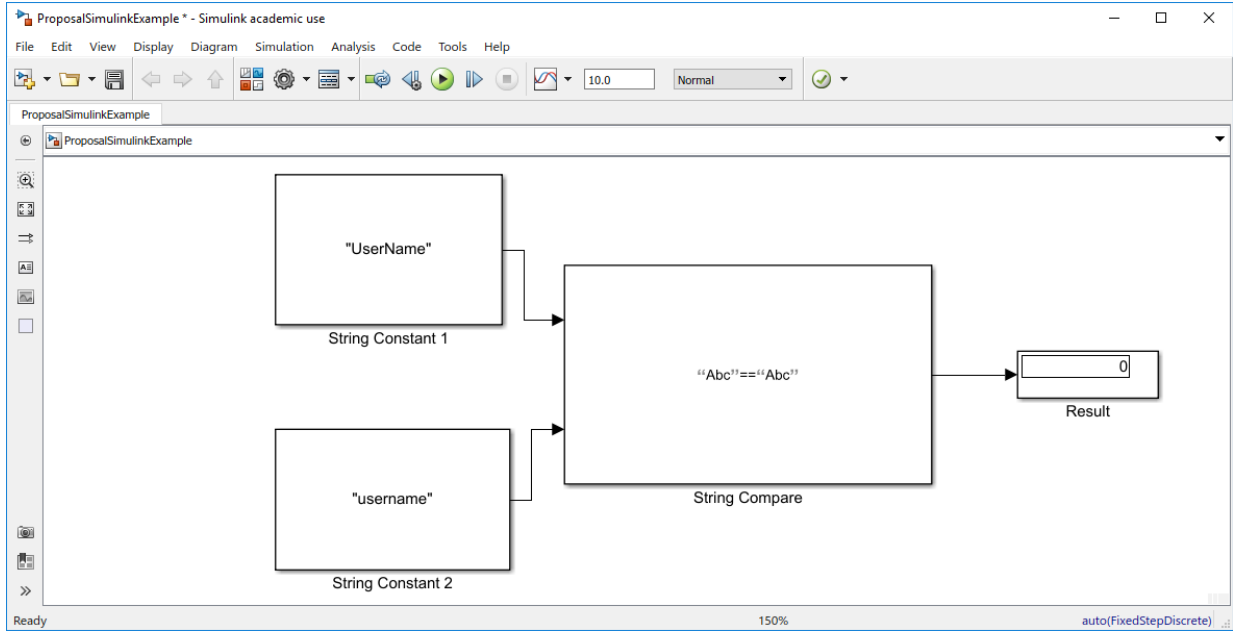 ProposalSimulinkExample * - Simulink academic use
File Edit View Display Diagram Simulation Analysis Code Tools Help
10.0 Normal
ProposalSimulinkExample
ProposalSimulinkExample
"UserName"
String Constant 1
“Abc”==“Abc”
0
Result
String Compare
"username"
String Constant 2
Ready 150% auto(FixedStepDiscrete)